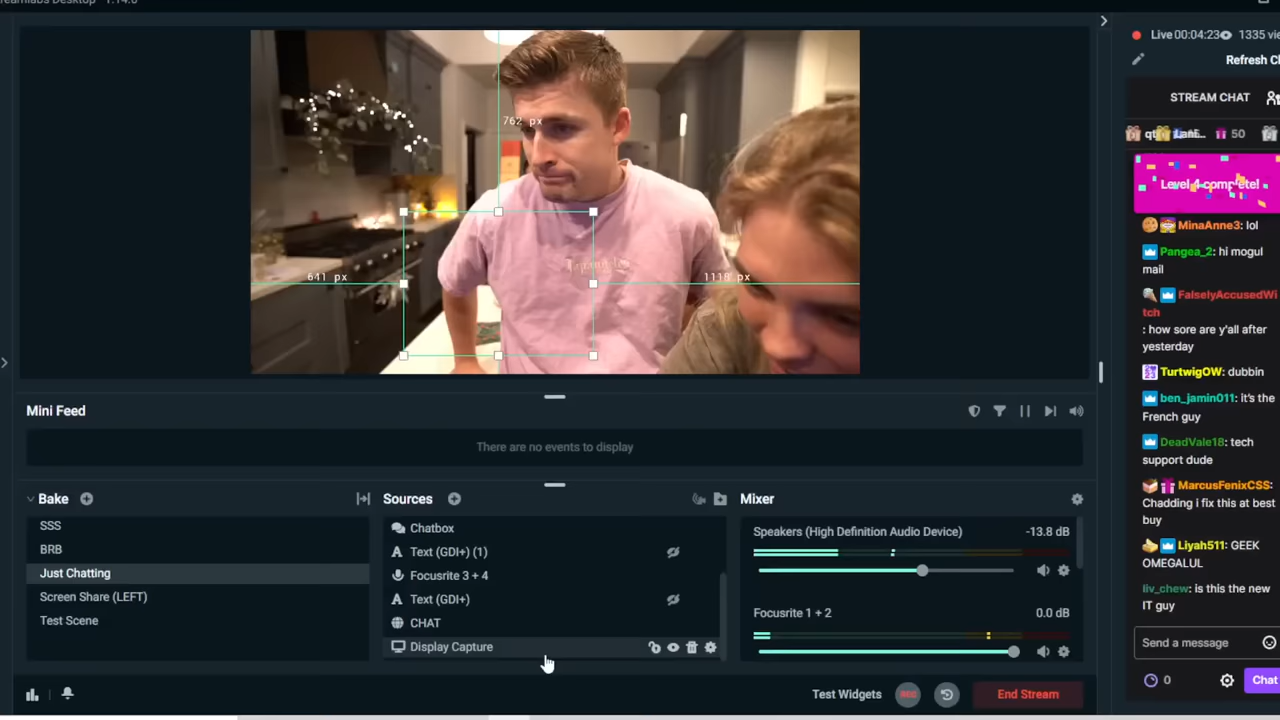 Live 00:04:23 1335
Refresh
STREAM CHAT
50
Level 4 complete!
MinaAnne3: lol
Pangea_2: hi mogul
mail
FalselyAccusedWi
tch
: how sore are y'all after
yesterday
TurtwigOW: dubbin
ben_jamin011: it's the
French guy
DeadVale18: tech
support dude
MarcusFenixCSS:
Chadding i fix this at best
buy
Liyah511: GEEK
OMEGALUL
liv_chew: is this the new
IT guy
Send a message
0
Chat
762 px
641 px
1118 px
Mini Feed
There are no events to display
Bake
SSS
BRB
Just Chatting
Screen Share (LEFT)
Test Scene
Sources
Chatbox
Text (GDI+) (1)
Focusrite 3 + 4
Text (GDI+)
CHAT
Display Capture
Mixer
Speakers (High Definition Audio Device) -13.8 dB
Focusrite 1 + 2 0.0 dB
Test Widgets
REC
End Stream